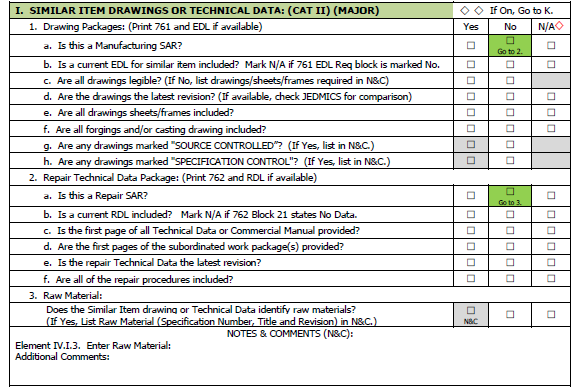 I. SIMILAR ITEM DRAWINGS OR TECHNICAL DATA: (CAT II) (MAJOR) ◇ ◇ If On, Go to K.
1. Drawing Packages: (Print 761 and EDL if available) Yes No N/A◇
a. Is this a Manufacturing SAR? ☐ ☐ Go to 2. ☐
b. Is a current EDL for similar item included? Mark N/A if 761 EDL Req block is marked No. ☐ ☐ ☐
c. Are all drawings legible? (If No, list drawings/sheets/frames required in N&C) ☐ ☐
d. Are the drawings the latest revision? (If available, check JEDMICS for comparison) ☐ ☐ ☐
e. Are all drawings sheets/frames included? ☐ ☐ ☐
f. Are all forgings and/or casting drawing included? ☐ ☐ ☐
g. Are any drawings marked "SOURCE CONTROLLED"? (If Yes, list in N&C.) ☐ ☐
h. Are any drawings marked "SPECIFICATION CONTROL"? (If Yes, list in N&C.) ☐ ☐
2. Repair Technical Data Package: (Print 762 and RDL if available)
a. Is this a Repair SAR? ☐ ☐ Go to 3. ☐
b. Is a current RDL included? Mark N/A if 762 Block 21 states No Data. ☐ ☐ ☐
c. Is the first page of all Technical Data or Commercial Manual provided? ☐ ☐ ☐
d. Are the first pages of the subordinated work package(s) provided? ☐ ☐ ☐
e. Is the repair Technical Data the latest revision? ☐ ☐ ☐
f. Are all of the repair procedures included? ☐ ☐ ☐
3. Raw Material:
Does the Similar Item drawing or Technical Data identify raw materials? ☐ ☐ ☐
(If Yes, List Raw Material (Specification Number, Title and Revision) in N&C.) N&C
NOTES & COMMENTS (N&C):
Element IV.I.3. Enter Raw Material:
Additional Comments: